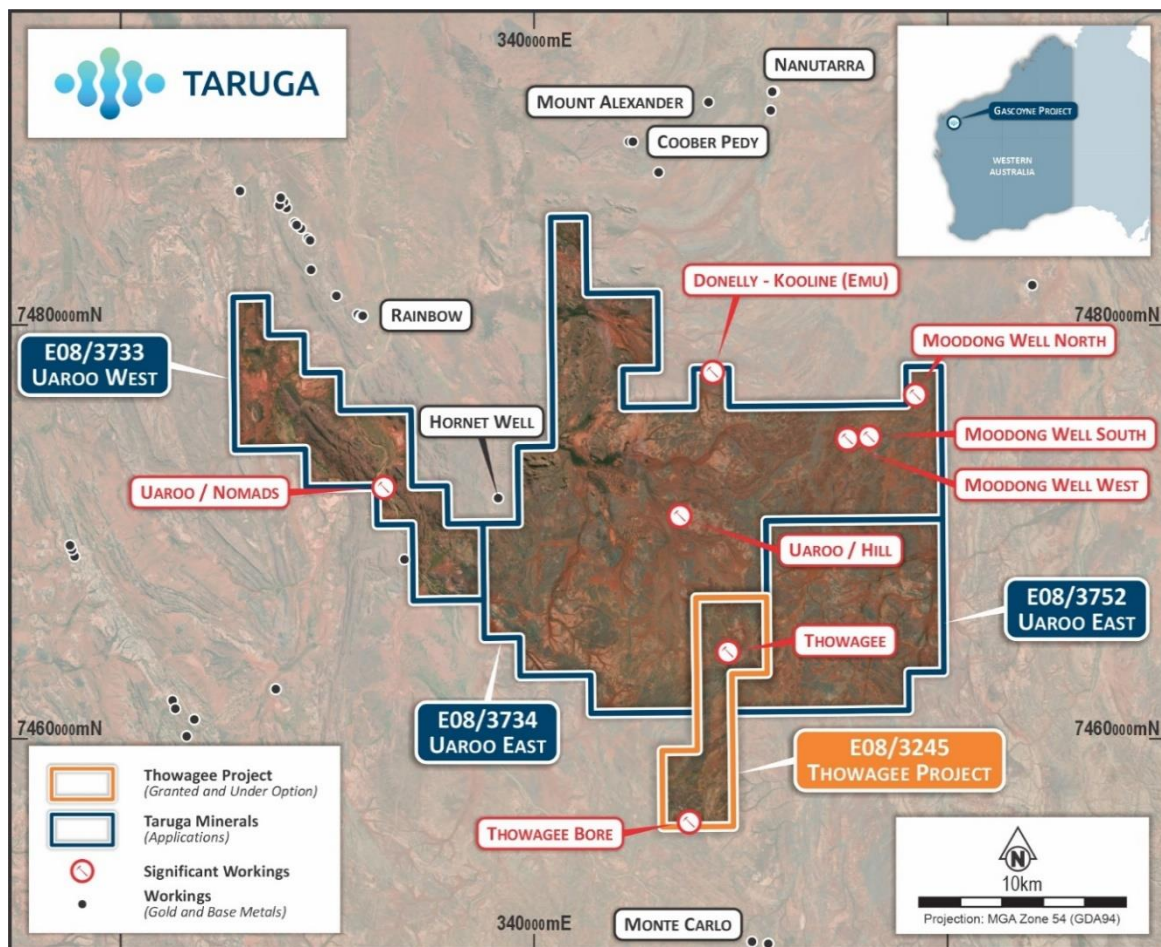 340000mE
TARUGA
NANUTARRA
MOUNT ALEXANDER
COOBER PEDY
GASCOYNE PROJECT
WESTERN
AUSTRALIA
DONELLY - KOOLINE (EMU)
7480000mN
7480000mN
RAINBOW
MOODONG WELL NORTH
E08/3733
UAROO WEST
HORNET WELL
MOODONG WELL SOUTH
MOODONG WELL WEST
UAROO / NOMADS
UAROO / HILL
E08/3752
UAROO EAST
THOWAGEE
E08/3734
UAROO EAST
7460000mN
7460000mN
E08/3245
THOWAGEE PROJECT
THOWAGEE BORE
Thowagee Project
(Granted and Under Option)
Taruga Minerals
(Applications)
Significant Workings
Workings
(Gold and Base Metals)
N
10km
Projection: MGA Zone 54 (GDA94)
340000mE
MONTE CARLO